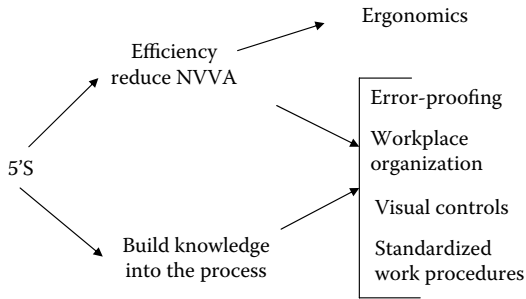 Ergonomics
Efficiency
reduce NVVA
Error-proofing
Workplace
organization
5'S
Visual controls
Build knowledge
into the process
Standardized
work procedures